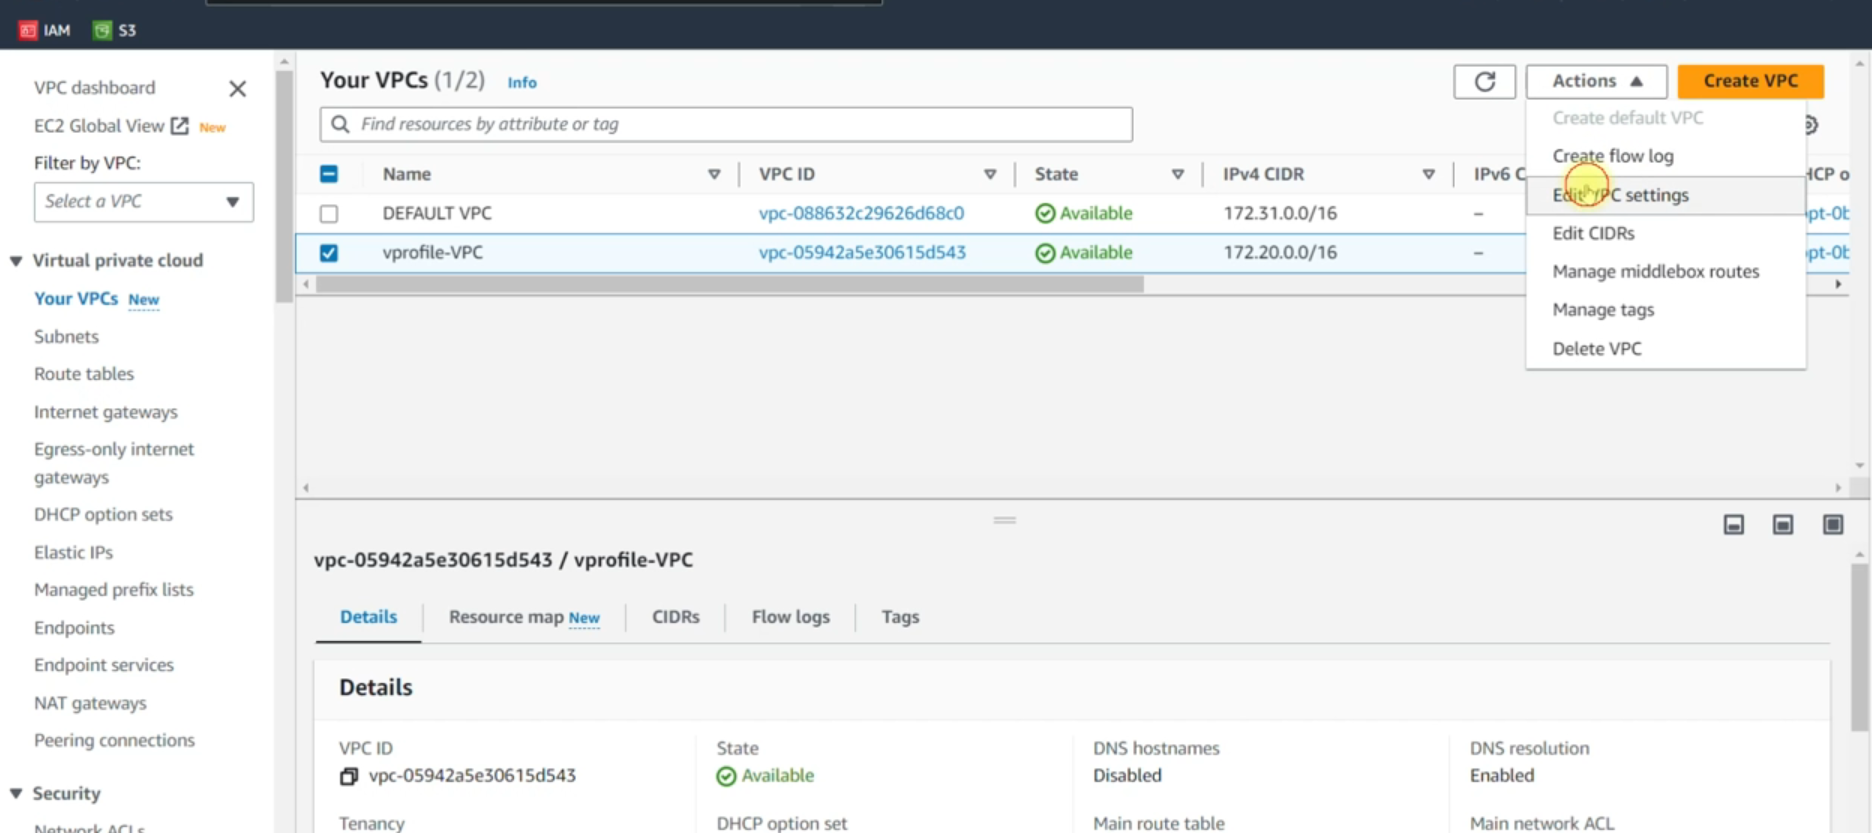 IAM S3
VPC dashboard
EC2 Global View New
Filter by VPC:
Select a VPC
Virtual private cloud
Your VPCs New
Subnets
Route tables
Internet gateways
Egress-only internet
gateways
DHCP option sets
Elastic IPs
Managed prefix lists
Endpoints
Endpoint services
NAT gateways
Peering connections
Security
Network ACLs
Your VPCs (1/2) Info
Actions
Create VPC
Find resources by attribute or tag
Create default VPC
Create flow log
Edit VPC settings
Edit CIDRs
Manage middlebox routes
Manage tags
Delete VPC
Name VPC ID State IPv4 CIDR IPv6 C
DEFAULT VPC vpc-088632c29626d68c0 Available 172.31.0.0/16 –
vprofile-VPC vpc-05942a5e30615d543 Available 172.20.0.0/16 –
vpc-05942a5e30615d543 / vprofile-VPC
Details Resource map New CIDRs Flow logs Tags
Details
VPC ID State DNS hostnames DNS resolution
vpc-05942a5e30615d543 Available Disabled Enabled
Tenancy DHCP option set Main route table Main network ACL